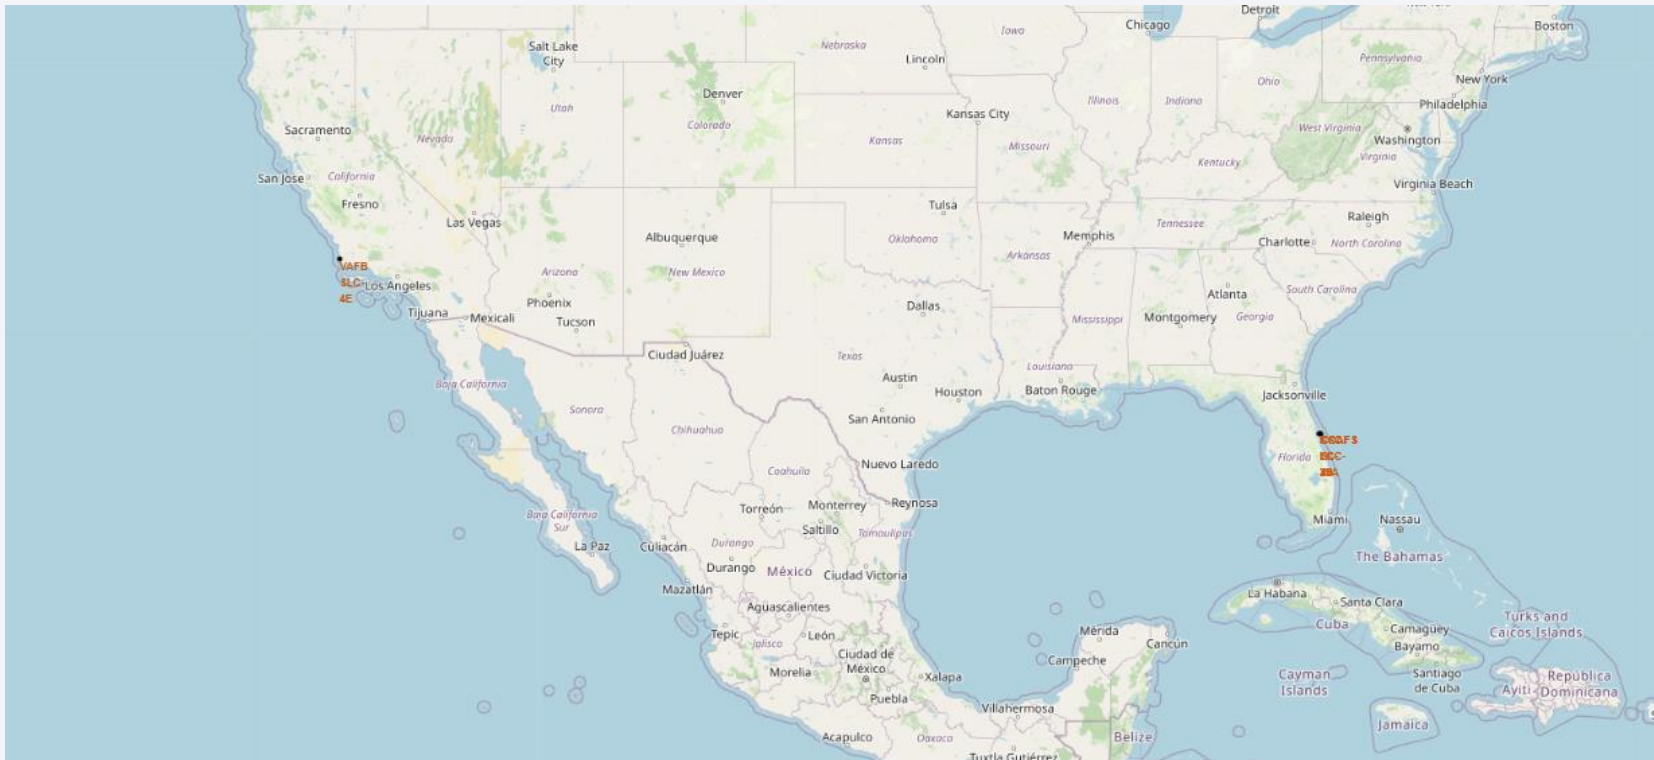 Detroit
Chicago
Boston
Iowa
Salt Lake
City
Nebraska
Lincoln
Pennsylvania
New York
Ohio
Denver
Utah
Illinois
Indiana
Philadelphia
Kansas City
Colorado
Sacramento
Nevada
Kansas
Missouri
West Virginia
Washington
Virginia
Kentucky
San Jose
California
Virginia Beach
Fresno
Tulsa
Las Vegas
Raleigh
Tennessee
Albuquerque
Oklahoma
Memphis
Charlotte
North Carolina
Arkansas
VAFB
SLC-
4E
Los Angeles
Arizona
New Mexico
South Carolina
Atlanta
Phoenix
Dallas
Tijuana
Mexicali
Tucson
Mississippi
Montgomery
Georgia
Ciudad Juárez
Texas
Louisiana
Baja California
Austin
Houston
Baton Rouge
Jacksonville
Sonora
San Antonio
Chihuahua
Florida
Coahuila
Nuevo Laredo
Reynosa
Torreón
Monterrey
Baja California
Sur
Saltillo
Tamaulipas
Miami
Nassau
La Paz
Culiacán
Durango
The Bahamas
Durango
México
Ciudad Victoria
Mazatlán
La Habana
Santa Clara
Aguascalientes
Turks and
Caicos Islands
Cuba
Camagüey
Tepic
León
Mérida
Jalisco
Cancún
Bayamo
Ciudad de
México
Campeche
Morelia
Xalapa
Cayman
Islands
Santiago
de Cuba
Ayiti
República
Dominicana
Puebla
Villahermosa
Jamaica
Acapulco
Oaxaca
Belize
Tuxtla Gutiérrez